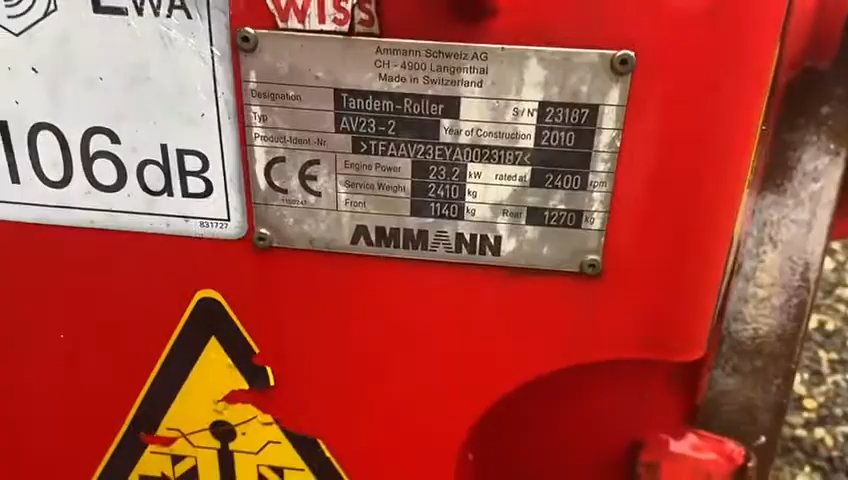 LWA
106dB
831727
WISS
Ammann Schweiz AG
CH - 4900 Langenthal
Made in Switzerland
Designation Tandem-Roller S/N° 23187
Typ AV23-2 Year of Construction 2010
Product-Ident.-Nr. >TFAAV23EYA0023187<
CE Engine Power 23.2 kW rated at 2400 rpm
Service Weight 2410 kg
Front 1140 kg Rear 1270 kg
AMMANN